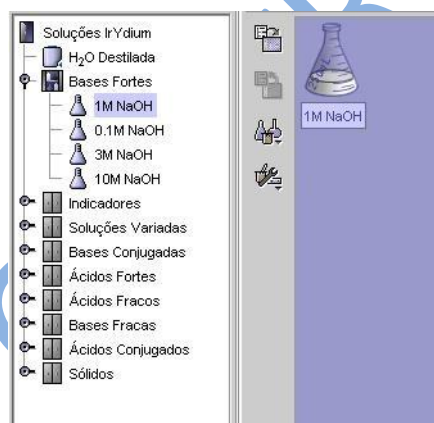 Soluções IrYdium
H2O Destilada
Bases Fortes
1M NaOH
0.1M NaOH
3M NaOH
10M NaOH
Indicadores
Soluções Variadas
Bases Conjugadas
Ácidos Fortes
Ácidos Fracos
Bases Fracas
Ácidos Conjugados
Sólidos
1M NaOH